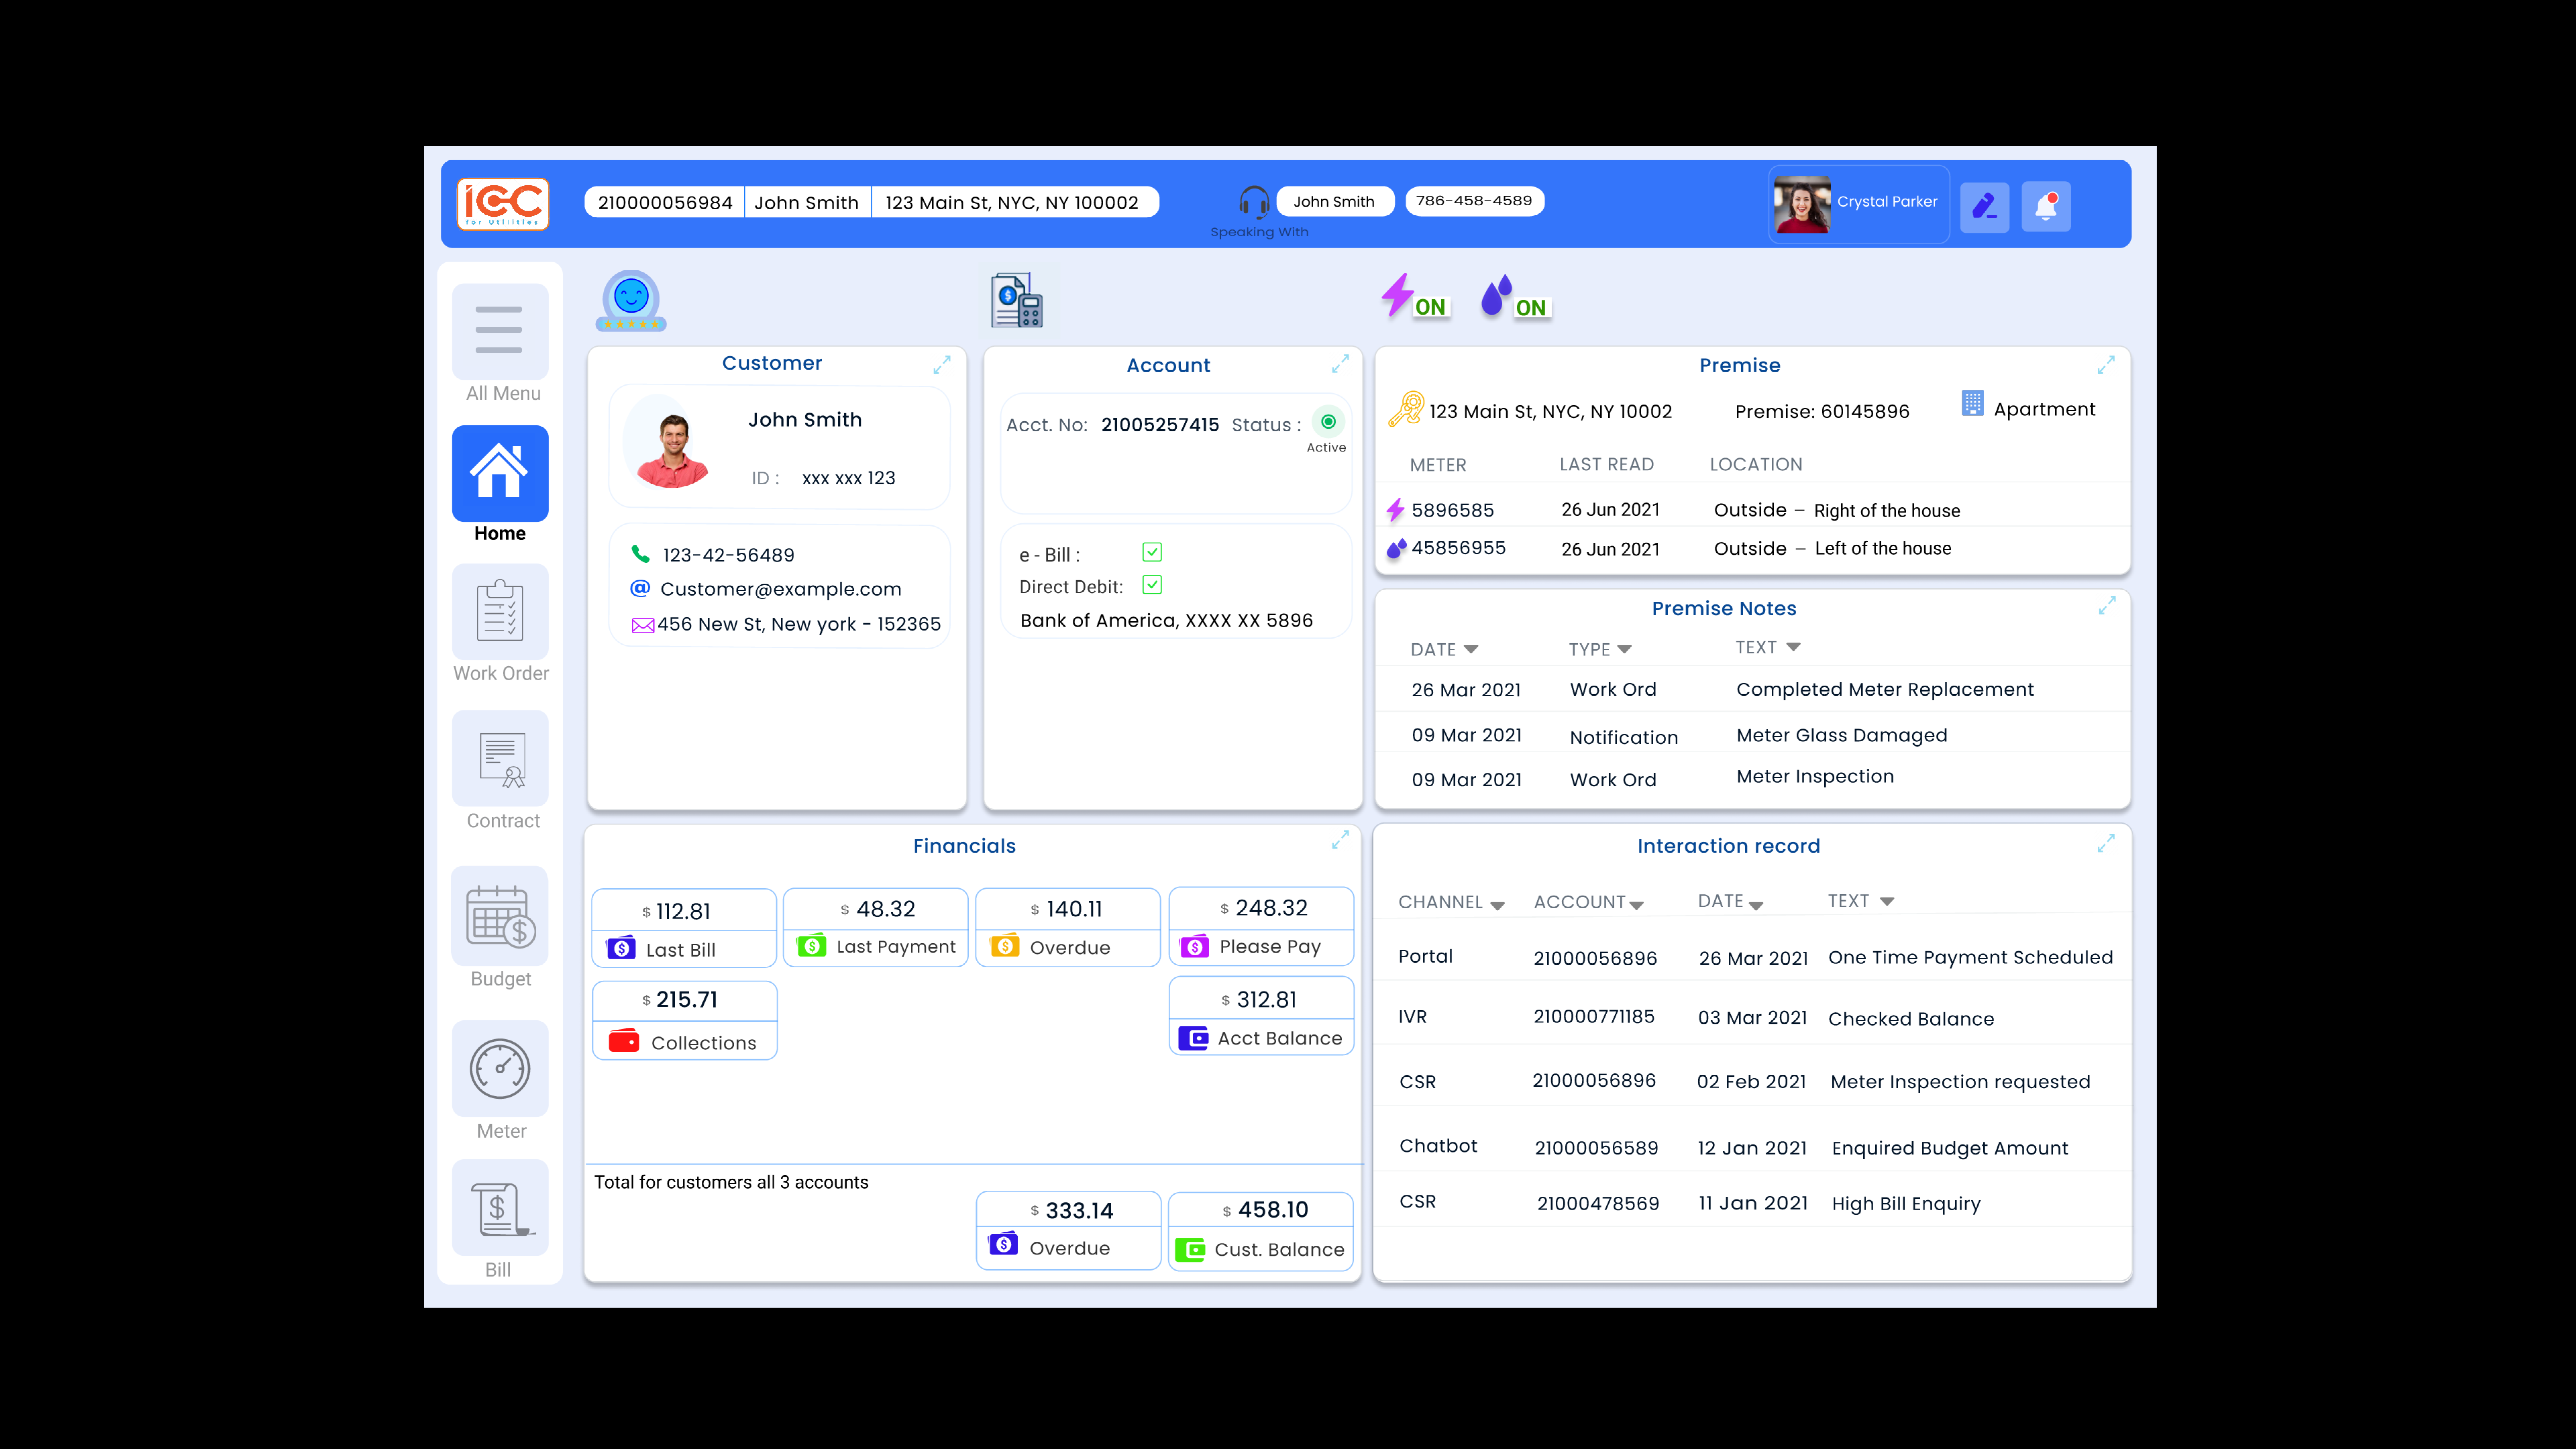 iCC
for Utilities
210000056984 John Smith 123 Main St, NYC, NY 100002
John Smith 786-458-4589
Speaking With
Crystal Parker
ON ON
All Menu
Home
Work Order
Contract
Budget
Meter
Bill
Customer
John Smith
ID : xxx xxx 123
123-42-56489
@ Customer@example.com
456 New St, New york - 152365
Account
Acct. No: 21005257415 Status :
Active
e - Bill :
Direct Debit:
Bank of America, XXXX XX 5896
Premise
123 Main St, NYC, NY 10002 Premise: 60145896 Apartment
METER LAST READ LOCATION
5896585 26 Jun 2021 Outside – Right of the house
45856955 26 Jun 2021 Outside – Left of the house
Premise Notes
DATE TYPE TEXT
26 Mar 2021 Work Ord Completed Meter Replacement
09 Mar 2021 Notification Meter Glass Damaged
09 Mar 2021 Work Ord Meter Inspection
Financials
$ 112.81 $ 48.32 $ 140.11 $ 248.32
Last Bill Last Payment Overdue Please Pay
$ 215.71 $ 312.81
Collections Acct Balance
Total for customers all 3 accounts
$ 333.14 $ 458.10
Overdue Cust. Balance
Interaction record
CHANNEL ACCOUNT DATE TEXT
Portal 21000056896 26 Mar 2021 One Time Payment Scheduled
IVR 210000771185 03 Mar 2021 Checked Balance
CSR 21000056896 02 Feb 2021 Meter Inspection requested
Chatbot 21000056589 12 Jan 2021 Enquired Budget Amount
CSR 21000478569 11 Jan 2021 High Bill Enquiry